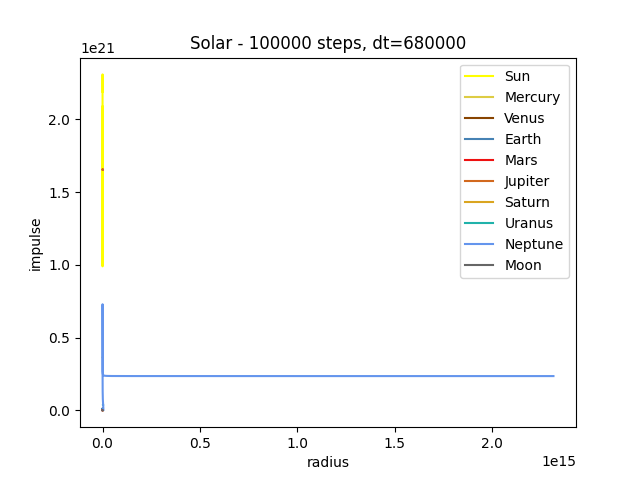 Solar - 100000 steps, dt=680000
1e21
2.0
1.5
1.0
0.5
0.0
impulse
Sun
Mercury
Venus
Earth
Mars
Jupiter
Saturn
Uranus
Neptune
Moon
0.0 0.5 1.0 1.5 2.0
1e15
radius